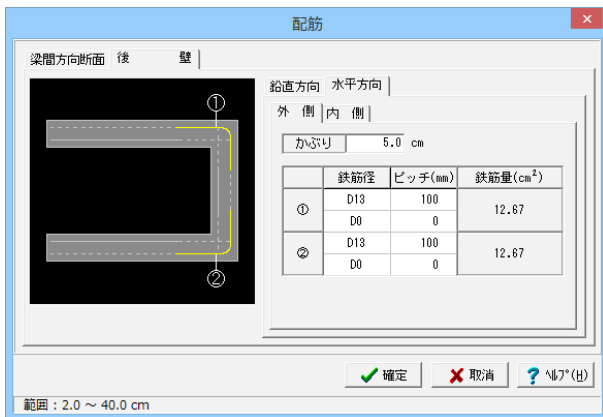 配筋
梁間方向断面 後 壁
鉛直方向 水平方向
外 側 内 側
かぶり 5.0 cm
鉄筋径 ピッチ(mm) 鉄筋量(cm²)
① D13 100 12.67
D0 0
② D13 100 12.67
D0 0
①
②
確定 取消 ? ﾍﾙﾌﾟ(H)
範囲：2.0 ～ 40.0 cm